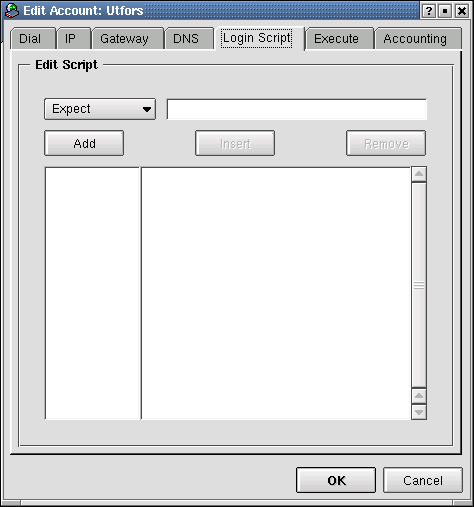 Edit Account: Utfors
Dial IP Gateway DNS Login Script Execute Accounting
Edit Script
Expect
Add Insert Remove
OK Cancel